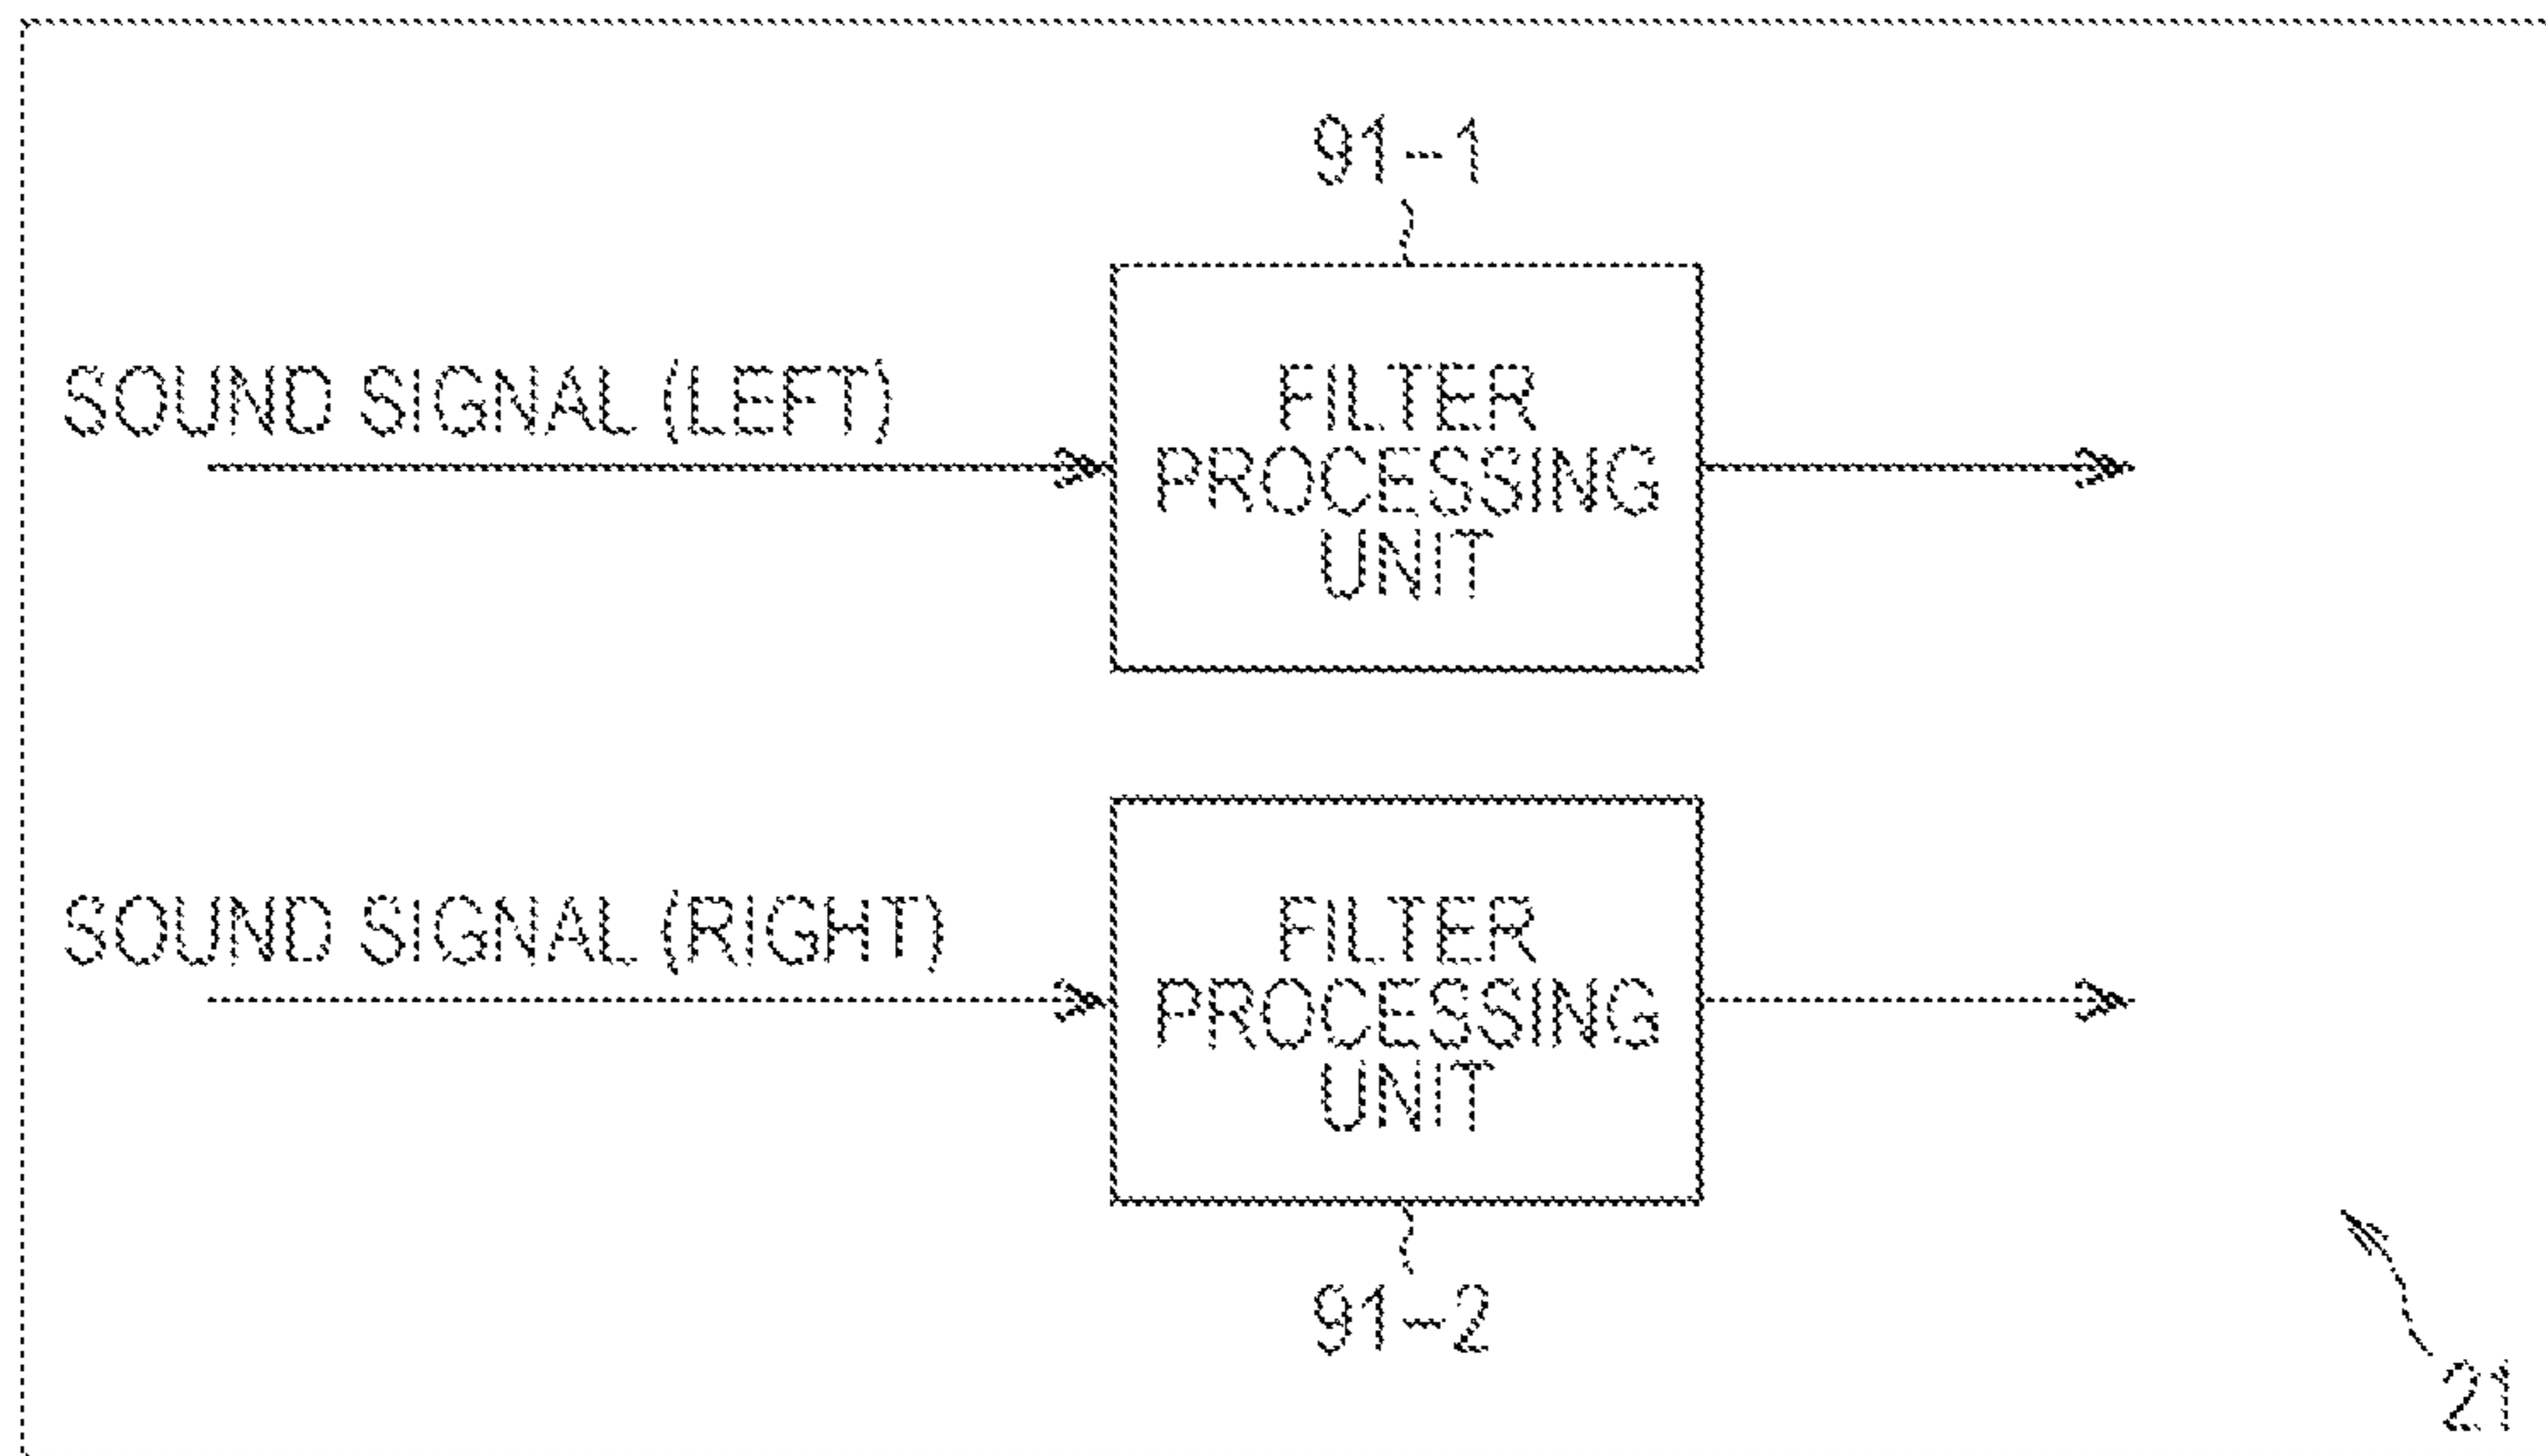 91-1
SOUND SIGNAL (LEFT)
FILTER
PROCESSING
UNIT
SOUND SIGNAL (RIGHT)
FILTER
PROCESSING
UNIT
91-2
21